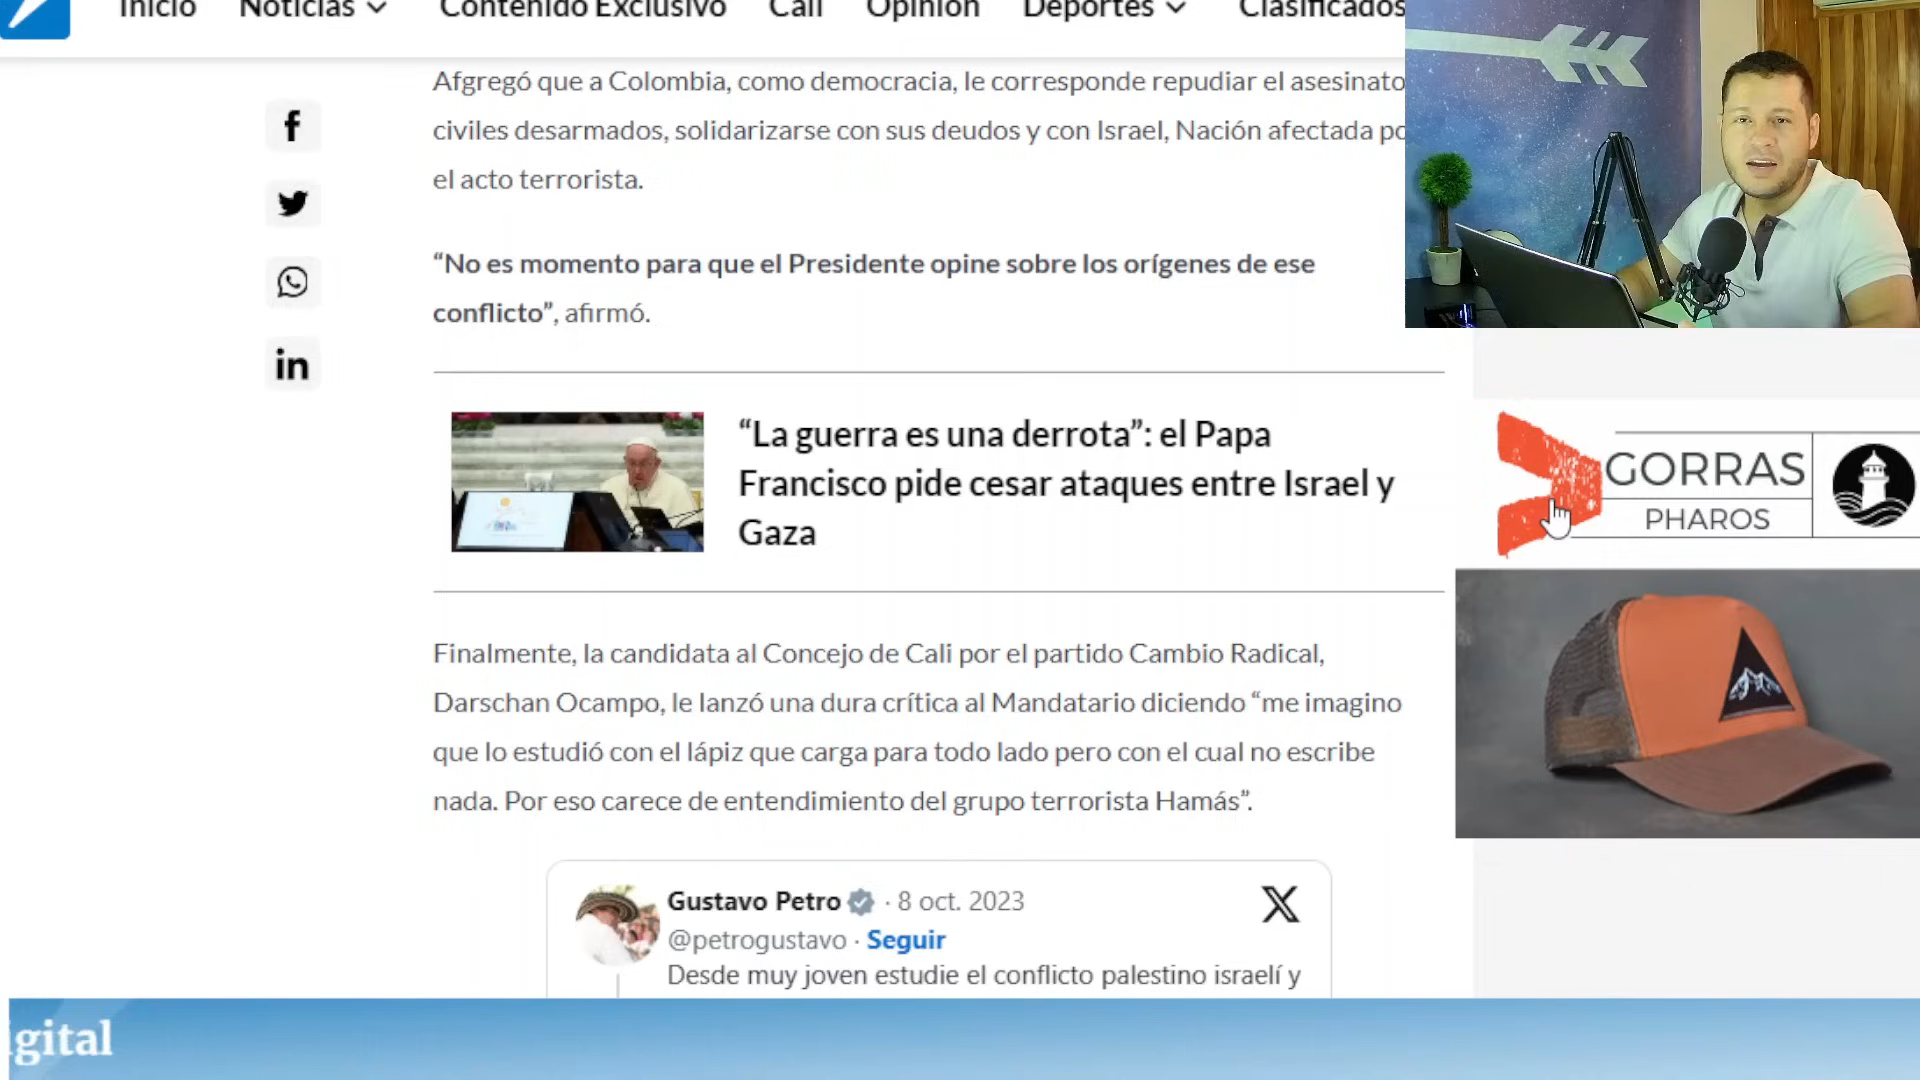 Inicio Noticias Contenido Exclusivo Cali Opinión Deportes Clasificados
Afgregó que a Colombia, como democracia, le corresponde repudiar el asesinato
civiles desarmados, solidarizarse con sus deudos y con Israel, Nación afectada po
el acto terrorista.
“No es momento para que el Presidente opine sobre los orígenes de ese
conflicto”, afirmó.
“La guerra es una derrota”: el Papa
Francisco pide cesar ataques entre Israel y
Gaza
GORRAS
PHAROS
Finalmente, la candidata al Concejo de Cali por el partido Cambio Radical,
Darschan Ocampo, le lanzó una dura crítica al Mandatario diciendo “me imagino
que lo estudió con el lápiz que carga para todo lado pero con el cual no escribe
nada. Por eso carece de entendimiento del grupo terrorista Hamás”.
Gustavo Petro · 8 oct. 2023
@petrogustavo · Seguir
Desde muy joven estudie el conflicto palestino israelí y
igital